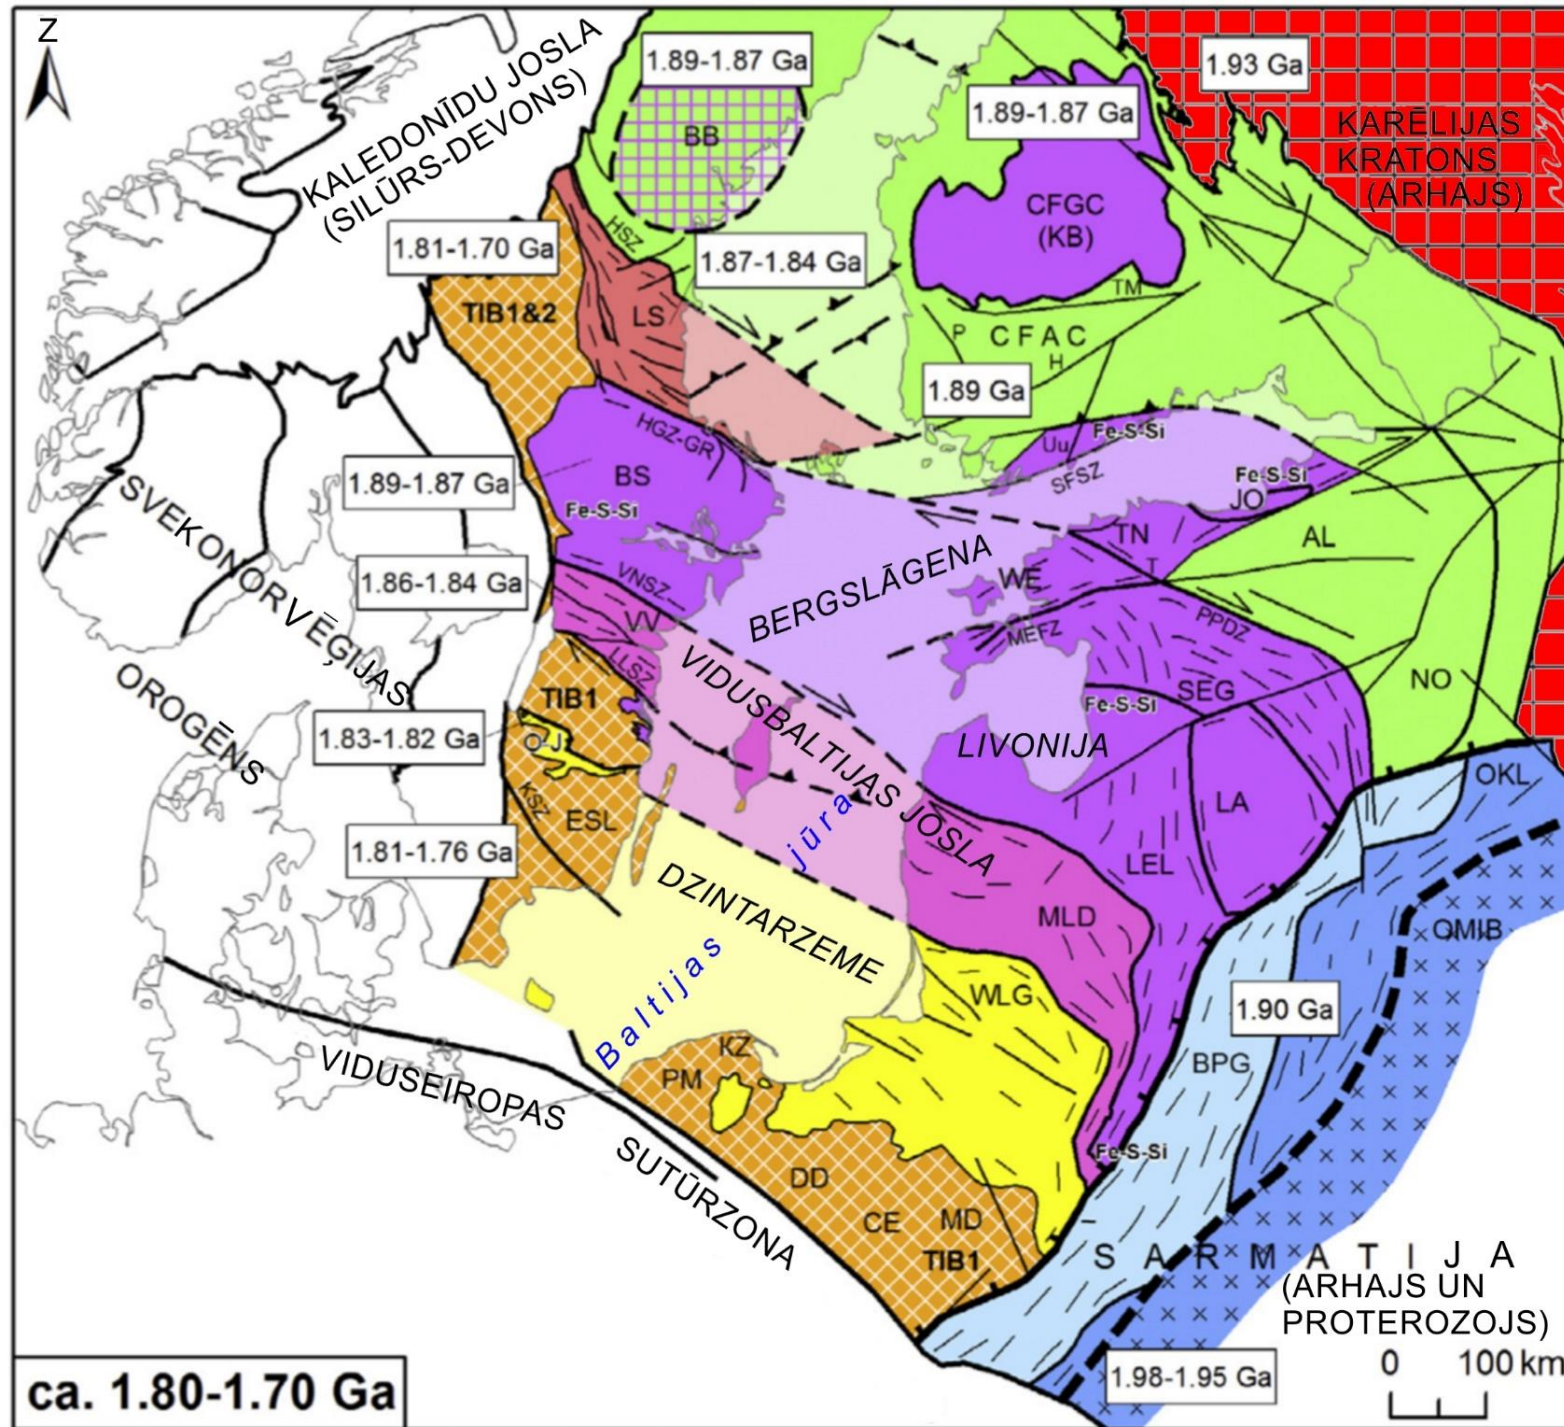 Z
KALEDONĪDU JOSLA
(SILŪRS-DEVONS)
1.89-1.87 Ga
BB
1.89-1.87 Ga
1.93 Ga
KARĒLIJAS
KRATONS
(ARHAJS)
CFGC
(KB)
HSZ
1.81-1.70 Ga
1.87-1.84 Ga
TM
TIB1&2
LS
P
CFAC
H
1.89 Ga
HGZ-GR
Uu
Fe-S-Si
SFSZ
Fe-S-Si
JO
BS
1.89-1.87 Ga
Fe-S-Si
TN
AL
T
WE
BERGSLĀGENA
1.86-1.84 Ga
VNSZ
VV
MEFZ
PPDZ
SVEKONORVĒĢIJAS
OROGĒNS
LLSZ
VIDUSBALTIJAS JOSLA
TIB1
SEG
NO
Fe-S-Si
1.83-1.82 Ga
O-J
LIVONIJA
OKL
KSZ
ESL
LA
1.81-1.76 Ga
LEL
DZINTARZEME
MLD
OMIB
Baltijas jūra
WLG
1.90 Ga
KZ
PM
BPG
VIDUSEIROPAS
SUTŪRZONA
Fe-S-Si
DD
CE
MD
TIB1
SARMATIJA
(ARHAJS UN
PROTEROZOJS)
1.98-1.95 Ga
0 100 km
ca. 1.80-1.70 Ga